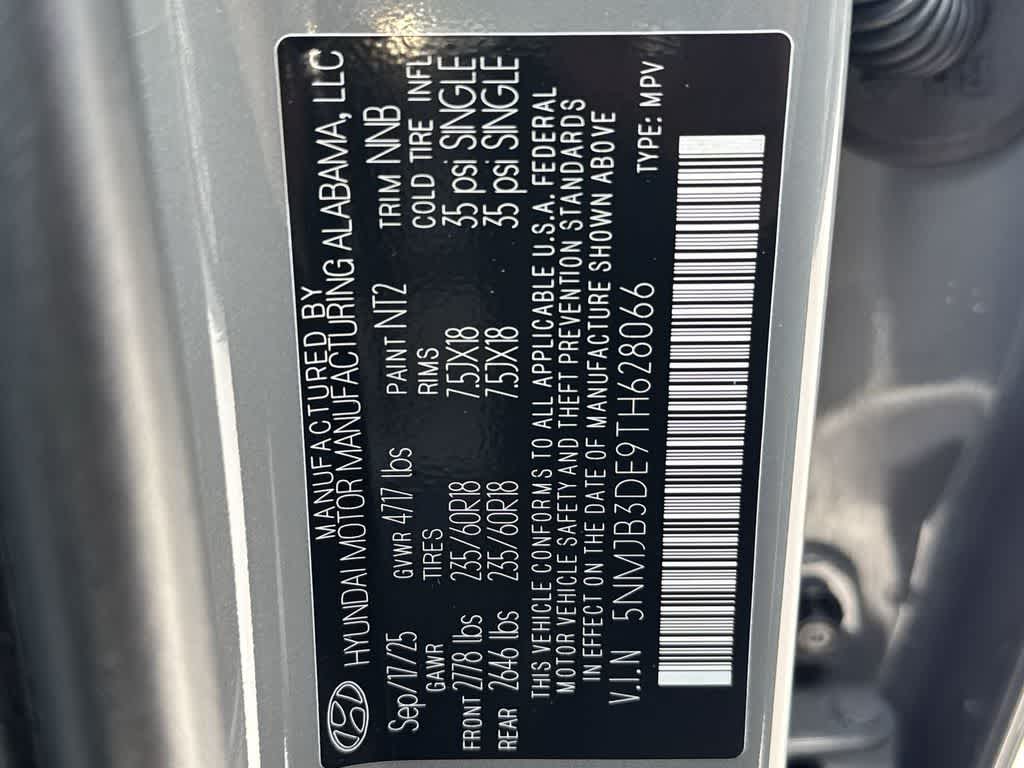 MANUFACTURED BY
HYUNDAI MOTOR MANUFACTURING ALABAMA, LLC
Sep/17/25 GVWR 4717 lbs PAINT NT2 TRIM NNB
GAWR TIRES RIMS COLD TIRE INFL
FRONT 2778 lbs 235/60R18 7.5JX18 35 psi SINGLE
REAR 2646 lbs 235/60R18 7.5JX18 35 psi SINGLE
THIS VEHICLE CONFORMS TO ALL APPLICABLE U.S.A. FEDERAL
MOTOR VEHICLE SAFETY AND THEFT PREVENTION STANDARDS
IN EFFECT ON THE DATE OF MANUFACTURE SHOWN ABOVE
V.I.N 5NMJB3DE9TH628066 TYPE: MPV